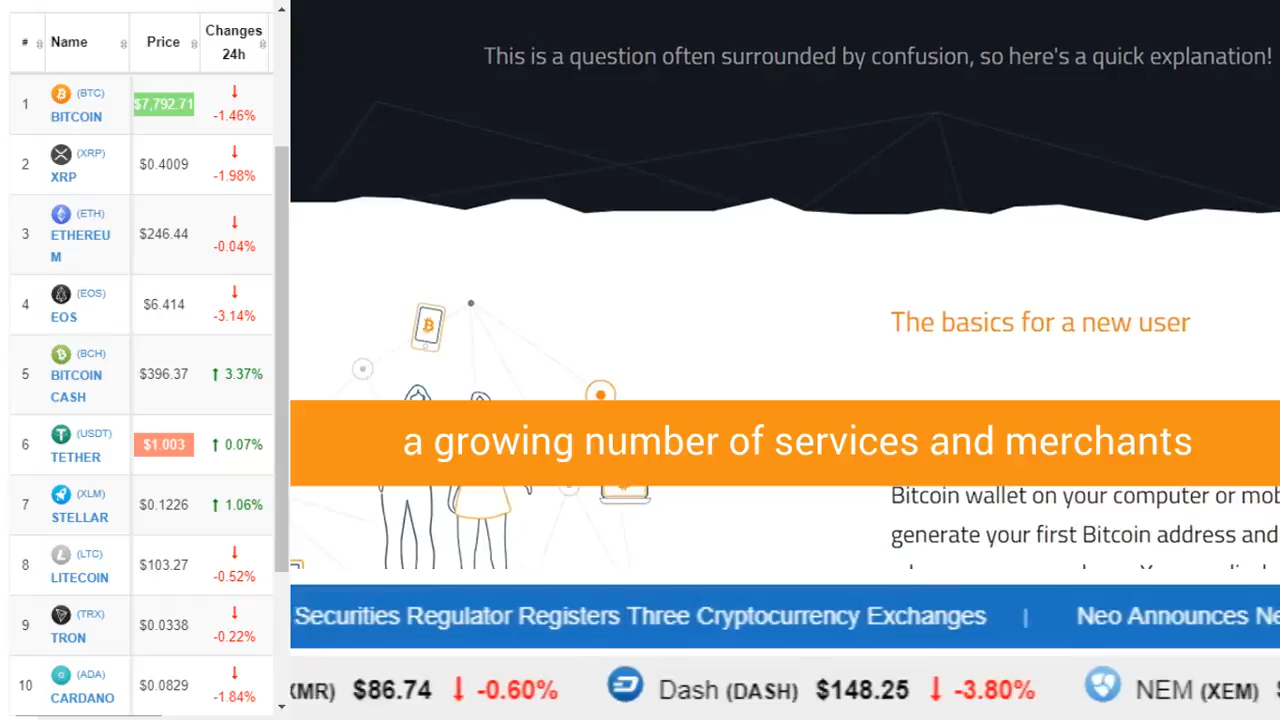 # Name Price Changes 24h
1 (BTC) BITCOIN $7,792.71 ↓ -1.46%
2 (XRP) XRP $0.4009 ↓ -1.98%
3 (ETH) ETHEREUM $246.44 ↓ -0.04%
4 (EOS) EOS $6.414 ↓ -3.14%
5 (BCH) BITCOIN CASH $396.37 ↑ 3.37%
6 (USDT) TETHER $1.003 ↑ 0.07%
7 (XLM) STELLAR $0.1226 ↑ 1.06%
8 (LTC) LITECOIN $103.27 ↓ -0.52%
9 (TRX) TRON $0.0338 ↓ -0.22%
10 (ADA) CARDANO $0.0829 ↓ -1.84%
This is a question often surrounded by confusion, so here's a quick explanation!
The basics for a new user
a growing number of services and merchants
Bitcoin wallet on your computer or
generate your first Bitcoin address and
Securities Regulator Registers Three Cryptocurrency Exchanges | Neo Announces
(XMR) $86.74 ↓ -0.60% Dash (DASH) $148.25 ↓ -3.80% NEM (XEM)